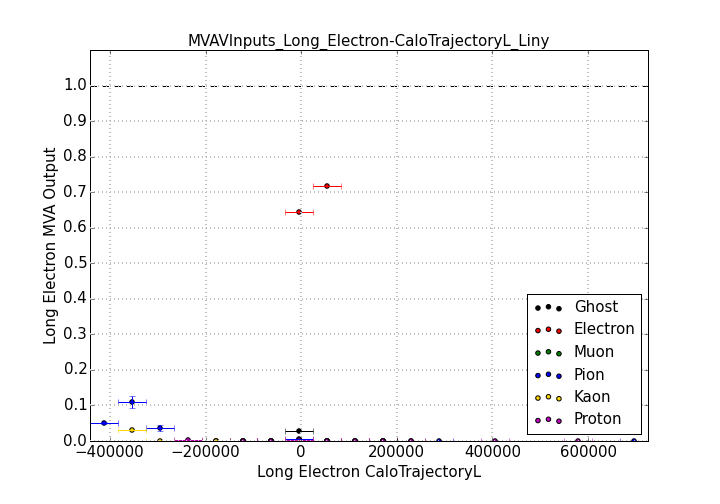 MVAVInputs_Long_Electron-CaloTrajectoryL_Liny
Long Electron MVA Output
1.0
0.9
0.8
0.7
0.6
0.5
0.4
0.3
0.2
0.1
0.0
Ghost
Electron
Muon
Pion
Kaon
Proton
−400000 −200000 0 200000 400000 600000
Long Electron CaloTrajectoryL